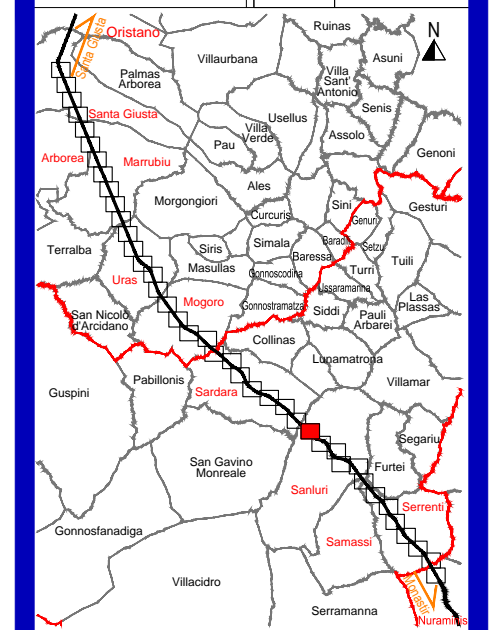 Ruinas
N
Oristano
Santa Giusta
Villaurbana
Asuni
Palmas
Arborea
Villa
Sant'
Antonio
Senis
Santa Giusta
Usellus
Villa
Verde
Assolo
Pau
Genoni
Arborea
Marrubiu
Ales
Morgongiori
Sini
Gesturi
Curcuris
Genuri
Simala
Baradili
Setzu
Terralba
Siris
Baressa
Tuili
Masullas
Gonnoscodina
Turri
Uras
Ussaramanna
Mogoro
Gonnostramatza
Siddi
Las
Plassas
San Nicolò
d'Arcidano
Pauli
Arbarei
Collinas
Lunamatrona
Pabillonis
Villamar
Guspini
Sardara
Segariu
San Gavino
Monreale
Furtei
Sanluri
Serrenti
Gonnosfanadiga
Samassi
Villacidro
Monastir
Serramanna
Nuraminis